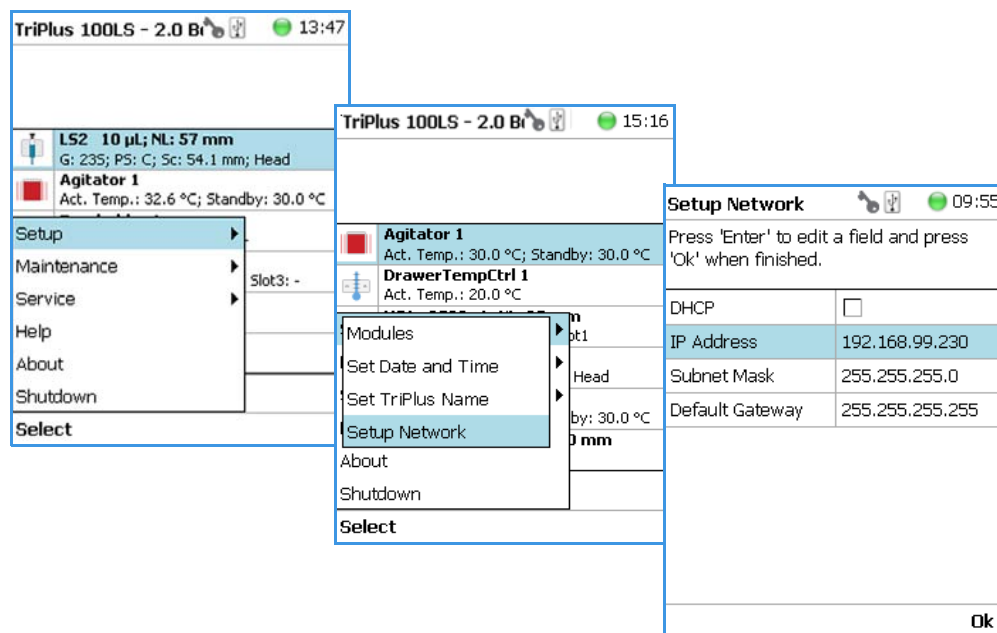 TriPlus 100LS - 2.0 B
13:47
LS2 10 µL; NL: 57 mm
G: 23S; PS: C; Sc: 54.1 mm; Head
Agitator 1
Act. Temp.: 32.6 °C; Standby: 30.0 °C
Setup
Maintenance
Slot3: -
Service
Help
About
Shutdown
Select
TriPlus 100LS - 2.0 B
15:16
Agitator 1
Act. Temp.: 30.0 °C; Standby: 30.0 °C
DrawerTempCtrl 1
Act. Temp.: 20.0 °C
Modules
Set Date and Time
Head
Set TriPlus Name
by: 30.0 °C
Setup Network
0 mm
About
Shutdown
Select
Setup Network
09:55
Press 'Enter' to edit a field and press
'Ok' when finished.
DHCP
IP Address 192.168.99.230
Subnet Mask 255.255.255.0
Default Gateway 255.255.255.255
Ok